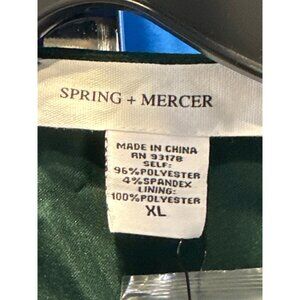 SPRING + MERCER
MADE IN CHINA
RN 93178
SELF:
96%POLYESTER
4%SPANDEX
LINING:
100%POLYESTER
XL